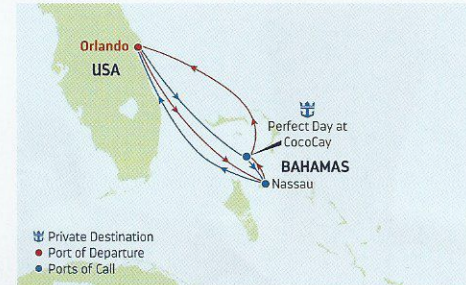 Orlando
USA
Perfect Day at
CocoCay
BAHAMAS
Nassau
Private Destination
Port of Departure
Ports of Call